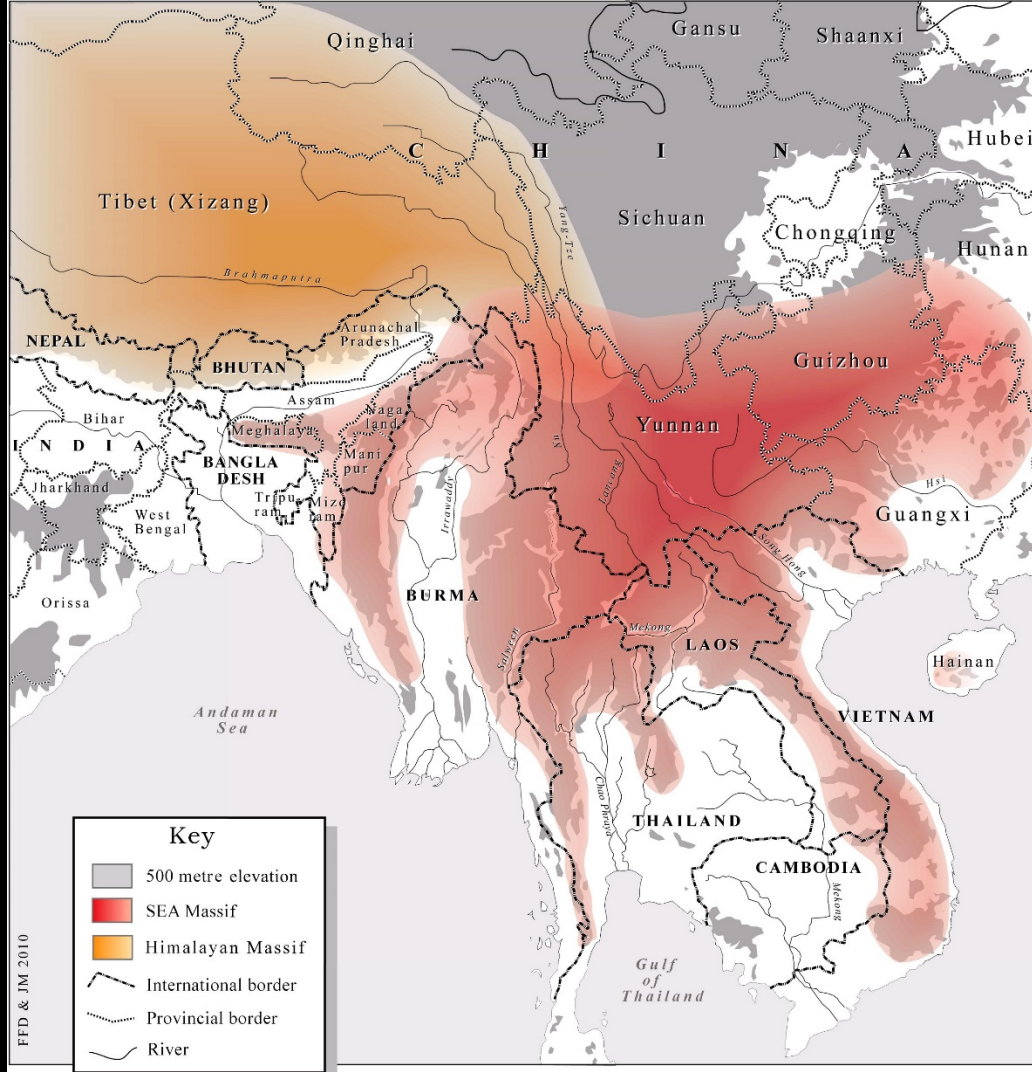 Qinghai
Gansu
Shaanxi
Hubei
C H I N A
Tibet (Xizang)
Sichuan
Yang-Tze
Chongqing
Hunan
Brahmaputra
Arunachal
Pradesh
NEPAL
BHUTAN
Guizhou
Assam
Naga
land
Bihar
Meghalaya
Yunnan
INDIA
Mani
pur
BANGLA
DESH
Nu
Lancang
Jharkhand
Tripu
ram
Mizo
ram
Irrawaddy
Hsi
West
Bengal
Guangxi
Song Hong
Orissa
BURMA
Mekong
LAOS
Salween
Hainan
Andaman
Sea
VIETNAM
Chao Phraya
THAILAND
CAMBODIA
Mekong
Gulf
of
Thailand
Key
500 metre elevation
SEA Massif
Himalayan Massif
International border
Provincial border
River
FFD & JM 2010